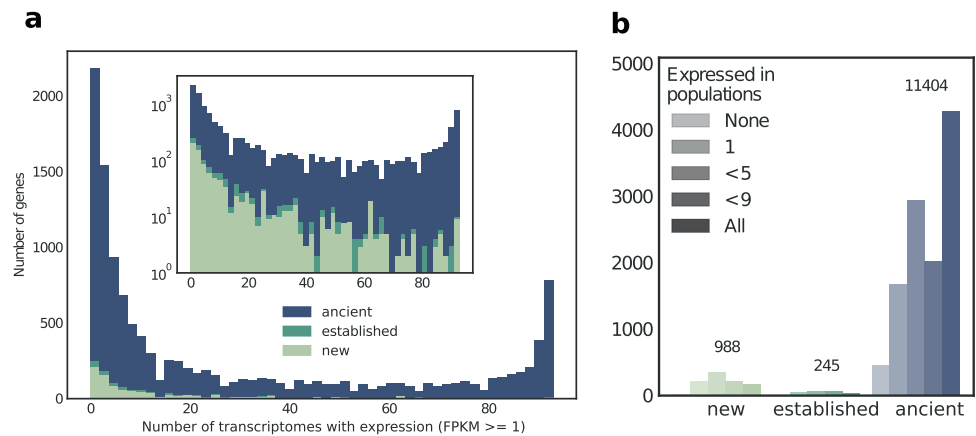 a
Number of genes
2000
1500
1000
500
0
10³
10²
10¹
10⁰
0 20 40 60 80
ancient
established
new
0 20 40 60 80
Number of transcriptomes with expression (FPKM >= 1)
b
5000
4000
3000
2000
1000
0
Expressed in
populations
None
1
<5
<9
All
988
245
11404
new established ancient